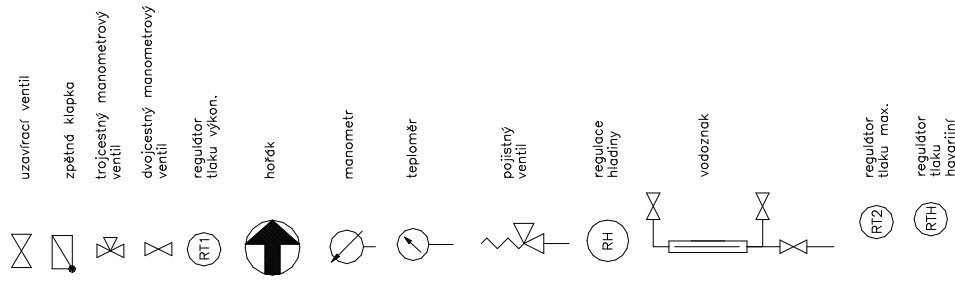 uzavírací ventil
zpětná klapka
trojcestný manometrový
ventil
dvojcestný manometrový
ventil
regulátor
tlaku výkon.
hořák
manometr
teploměr
pojistný
ventil
regulace
hladiny
vodoznak
regulátor
tlaku max.
regulátor
tlaku
havarijní
RT1
RH
RT2
RTH